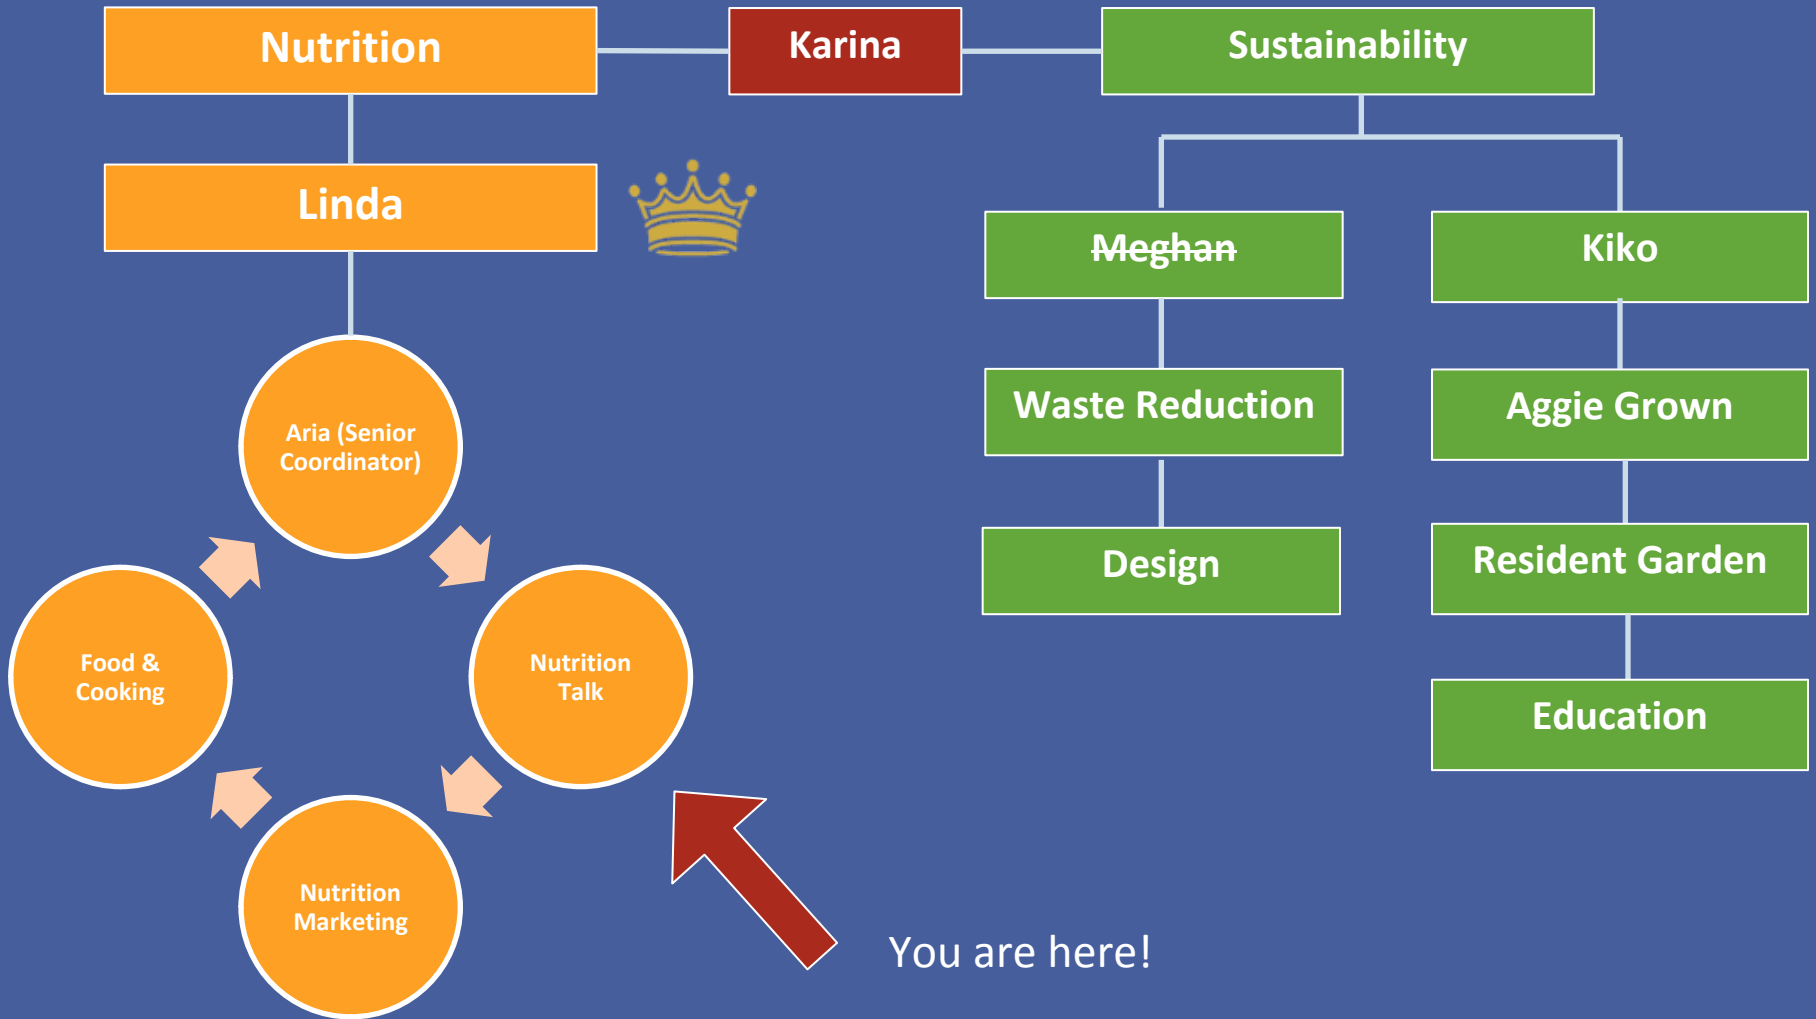 Nutrition
Karina
Sustainability
Linda
Meghan
Kiko
Waste Reduction
Aggie Grown
Aria (Senior
Coordinator)
Design
Resident Garden
Food &
Cooking
Nutrition
Talk
Education
Nutrition
Marketing
You are here!